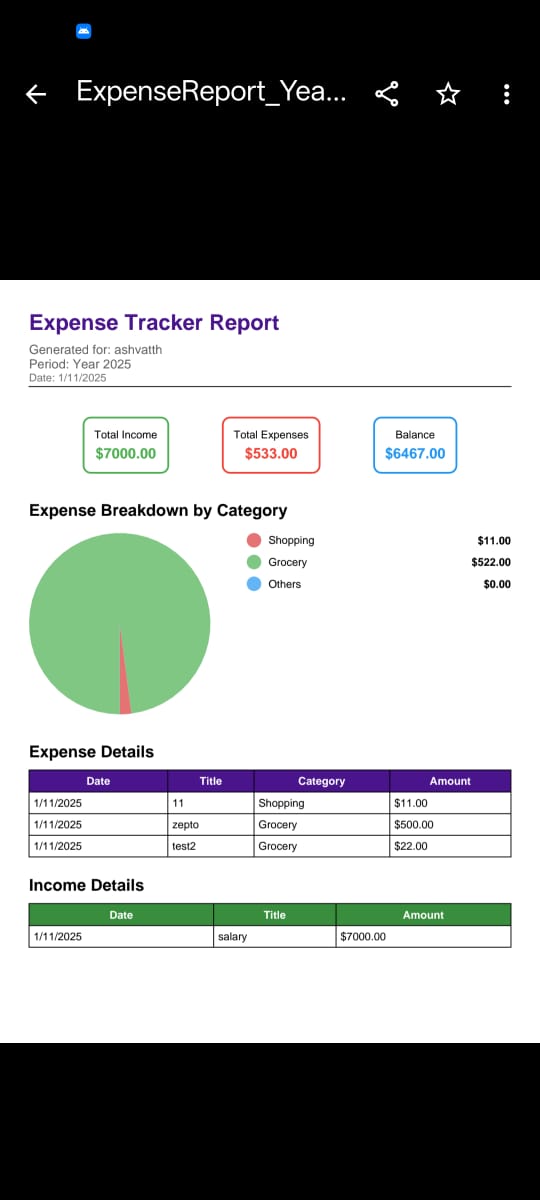 ExpenseReport_Yea...
Expense Tracker Report
Generated for: ashvatth
Period: Year 2025
Date: 1/11/2025
Total Income
$7000.00
Total Expenses
$533.00
Balance
$6467.00
Expense Breakdown by Category
Shopping $11.00
Grocery $522.00
Others $0.00
Expense Details
Date Title Category Amount
1/11/2025 11 Shopping $11.00
1/11/2025 zepto Grocery $500.00
1/11/2025 test2 Grocery $22.00
Income Details
Date Title Amount
1/11/2025 salary $7000.00